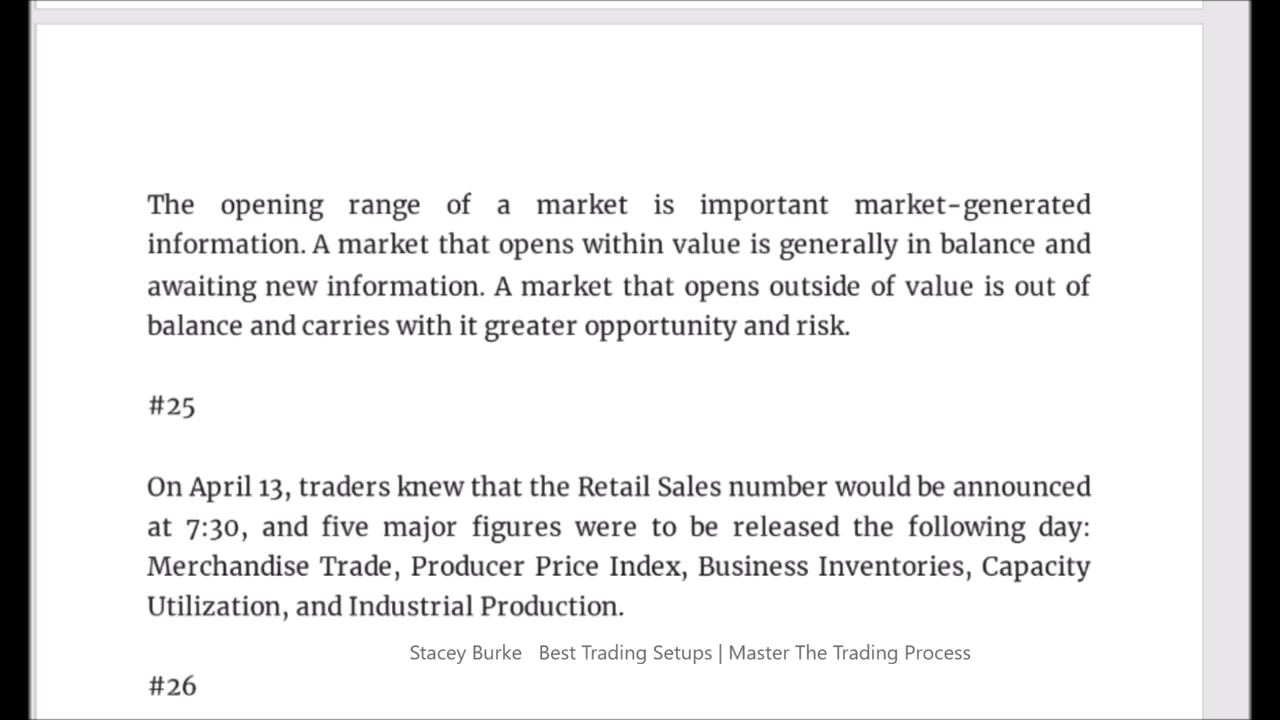 The opening range of a market is important market-generated
information. A market that opens within value is generally in balance and
awaiting new information. A market that opens outside of value is out of
balance and carries with it greater opportunity and risk.
#25
On April 13, traders knew that the Retail Sales number would be announced
at 7:30, and five major figures were to be released the following day:
Merchandise Trade, Producer Price Index, Business Inventories, Capacity
Utilization, and Industrial Production.
Stacey Burke Best Trading Setups | Master The Trading Process
#26